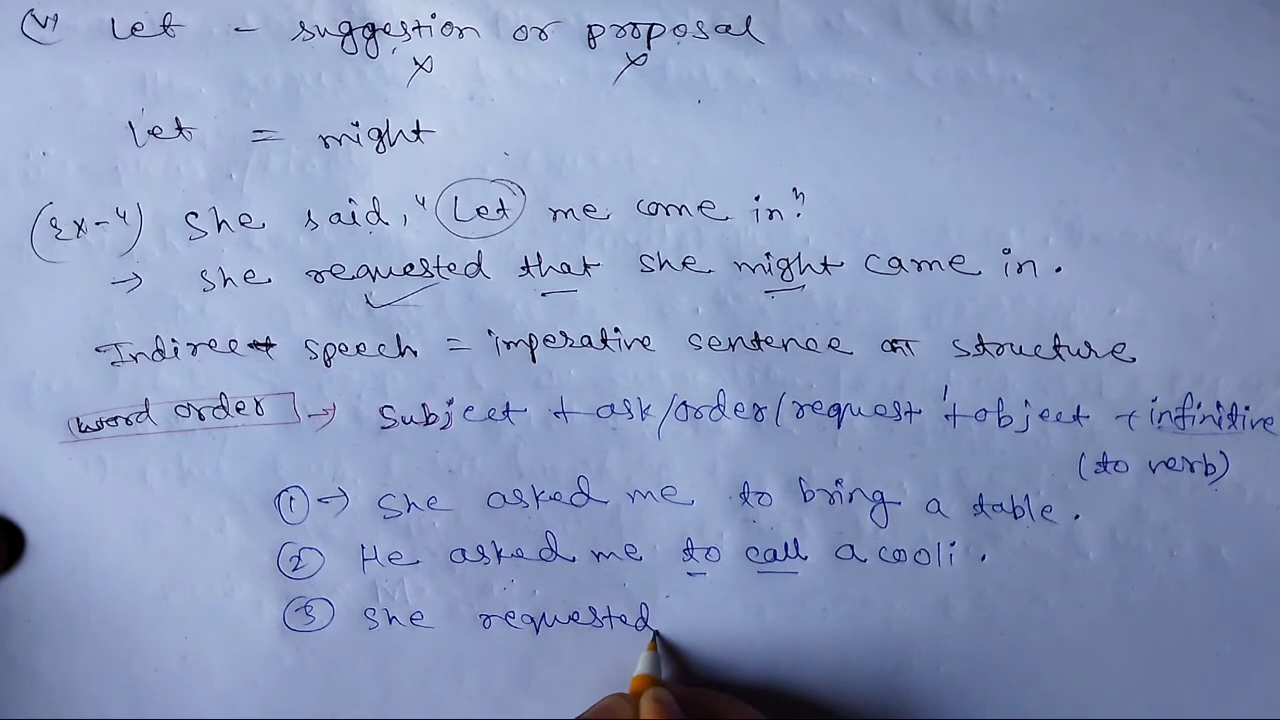 (v) Let - suggestion or proposal
x x
Let = might
(Ex-4) She said, "Let me come in"
→ She requested that she might came in.
Indirect speech = imperative sentence का structure
word order → Subject + ask/order/request + object + infinitive
(to verb)
① → She asked me to bring a table.
② He asked me to call a cooli.
③ She requested